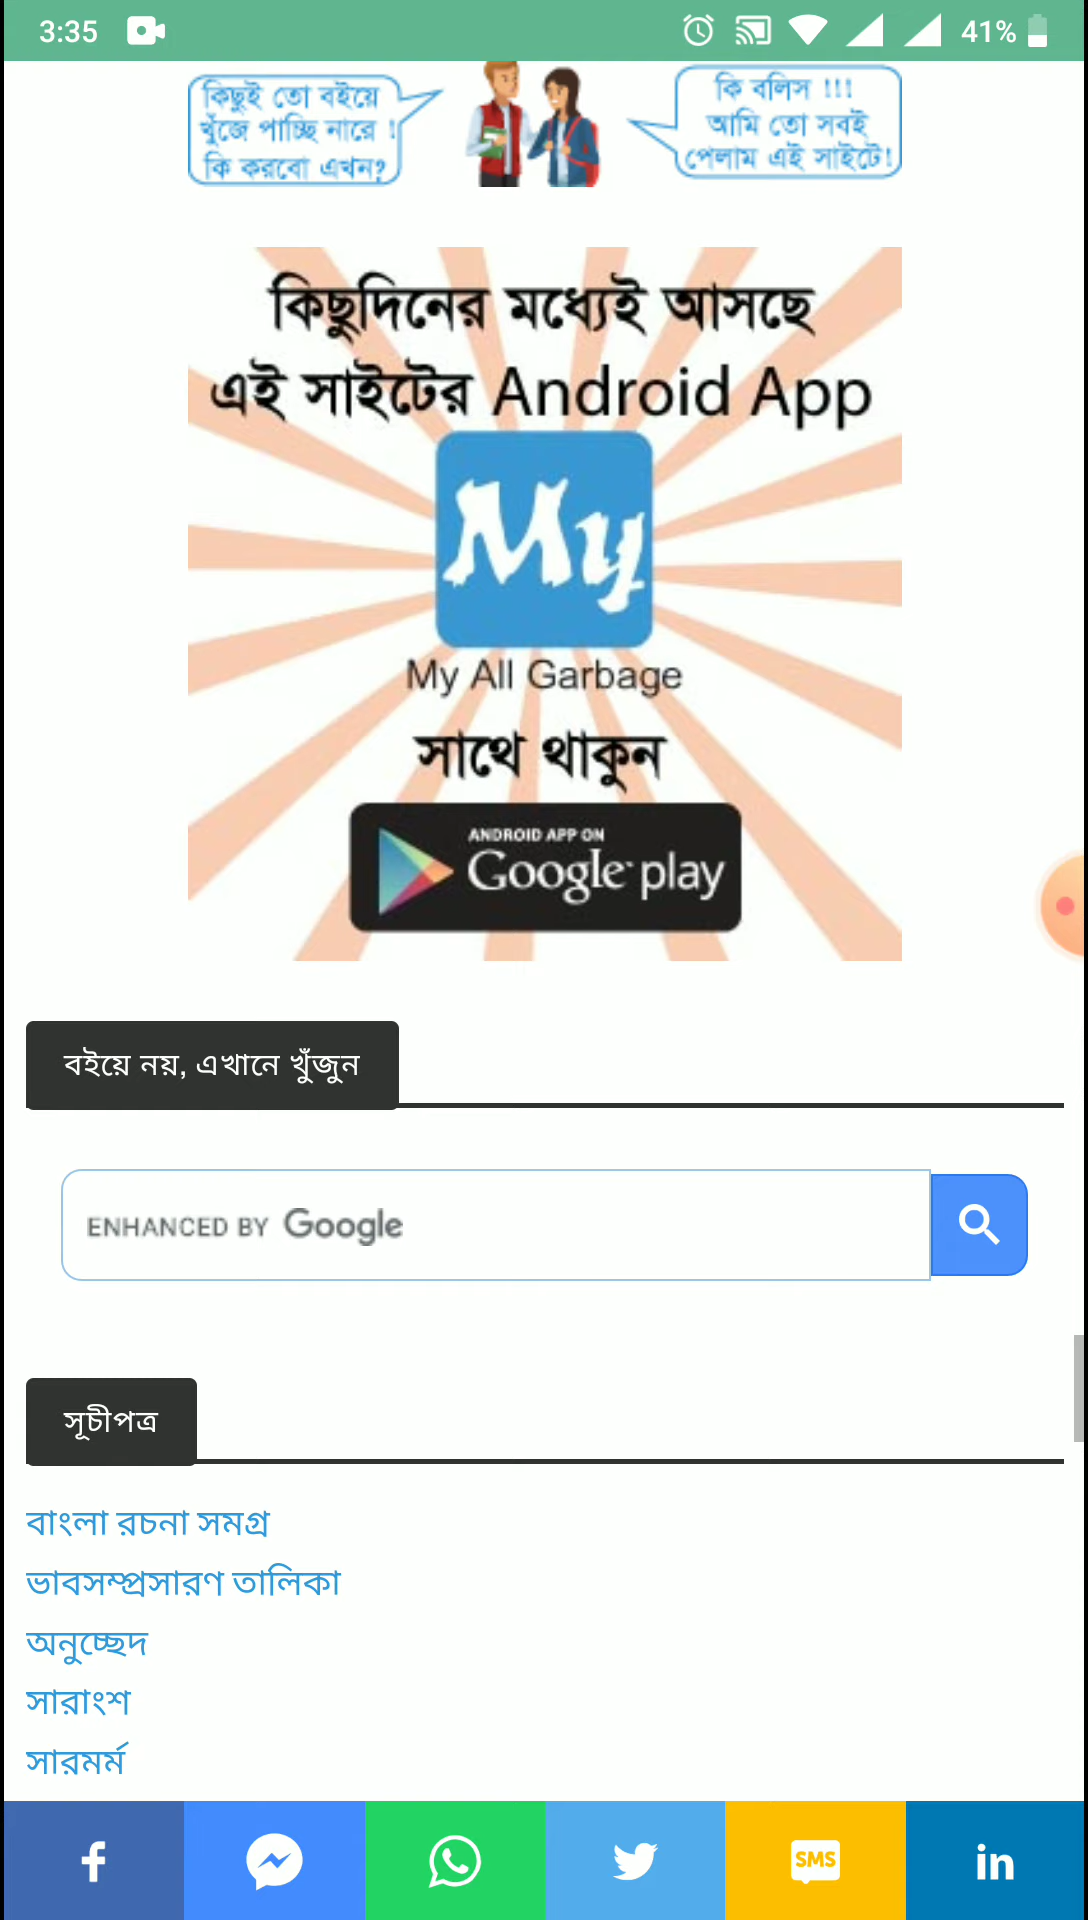 3:35
41%
কিছুই তো বইয়ে
খুঁজে পাচ্ছি নারে !
কি করবো এখন?
কি বলিস !!!
আমি তো সবই
পেলাম এই সাইটে!
কিছুদিনের মধ্যেই আসছে
এই সাইটের Android App
My
My All Garbage
সাথে থাকুন
ANDROID APP ON
Google play
বইয়ে নয়, এখানে খুঁজুন
ENHANCED BY Google
সূচীপত্র
বাংলা রচনা সমগ্র
ভাবসম্প্রসারণ তালিকা
অনুচ্ছেদ
সারাংশ
সারমর্ম
f
SMS
in